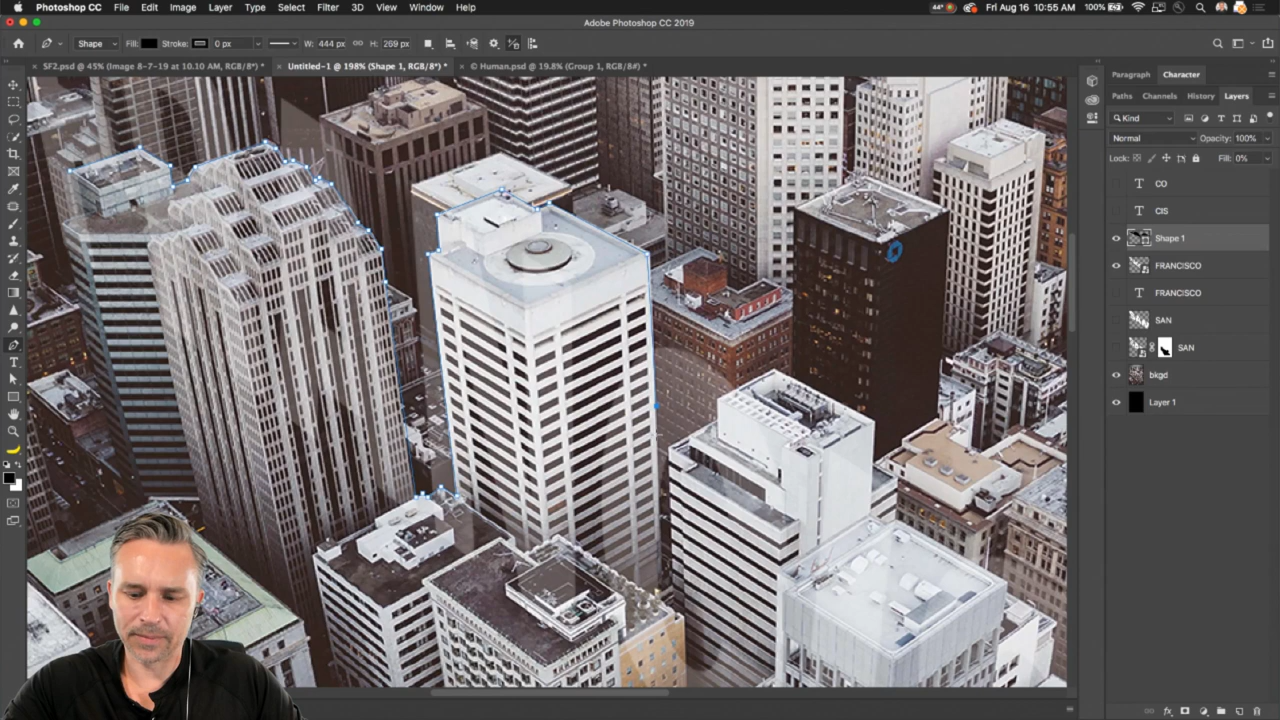 Photoshop CC File Edit Image Layer Type Select Filter 3D View Window Help 100% Fri Aug 16 10:55 AM
Adobe Photoshop CC 2019
Shape Fill: Stroke: 0 px W: 444 px H: 269 px
× SF2.psd @ 45% (Image 8-7-19 at 10.10 AM, RGB/8*) * × Untitled-1 @ 198% (Shape 1, RGB/8*) * × © Human.psd @ 19.8% (Group 1, RGB/8#) *
Paragraph Character
Paths Channels History Layers
Kind
Normal Opacity: 100%
Lock: Fill: 0%
T CO
T CIS
Shape 1
FRANCISCO
T FRANCISCO
SAN
SAN
bkgd
Layer 1